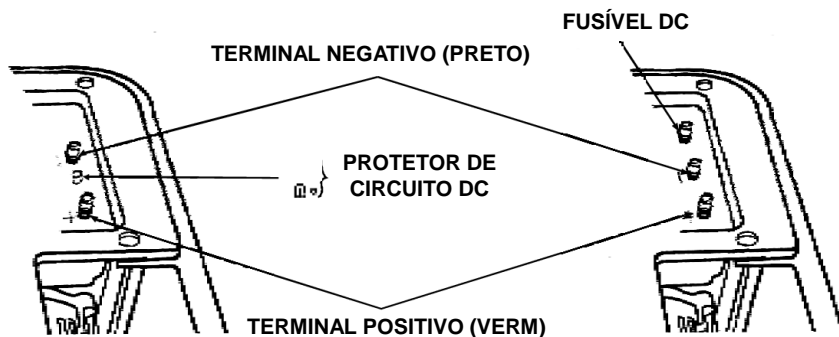 FUSÍVEL DC
TERMINAL NEGATIVO (PRETO)
PROTETOR DE
CIRCUITO DC
TERMINAL POSITIVO (VERM)